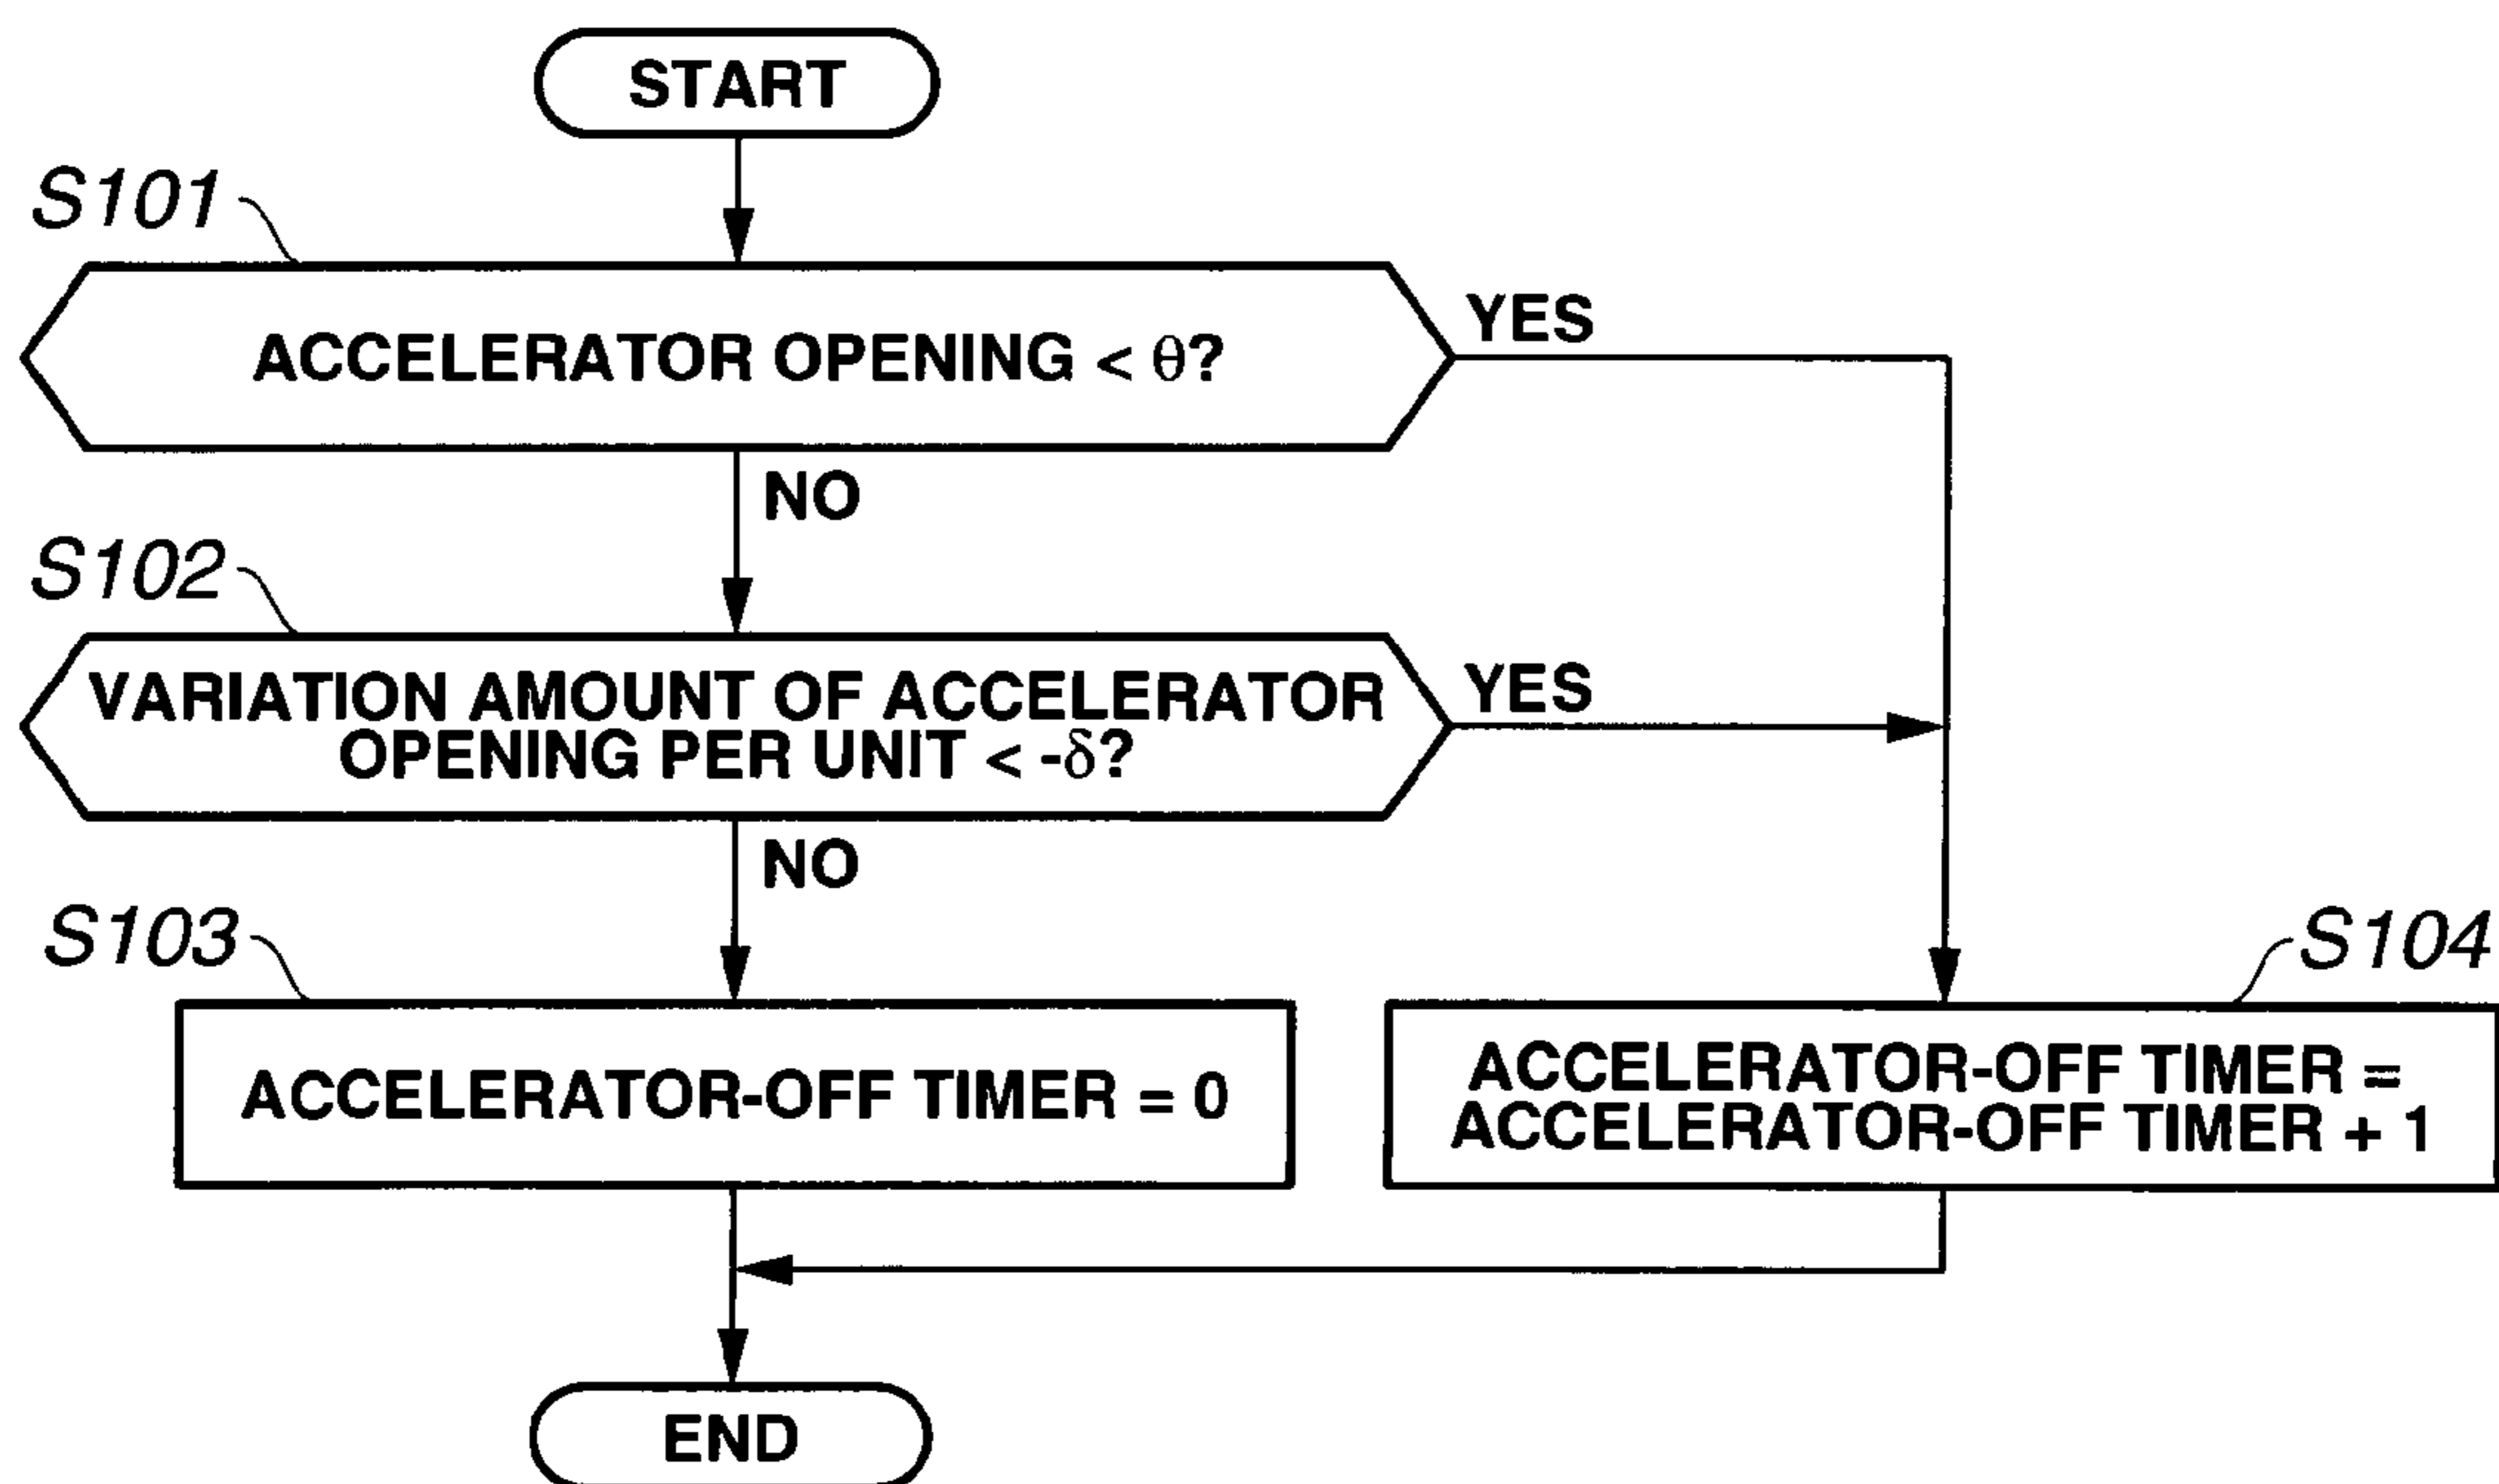 START
S101
ACCELERATOR OPENING < θ?
YES
NO
S102
VARIATION AMOUNT OF ACCELERATOR
OPENING PER UNIT < -δ?
YES
NO
S103
ACCELERATOR-OFF TIMER = 0
S104
ACCELERATOR-OFF TIMER =
ACCELERATOR-OFF TIMER + 1
END